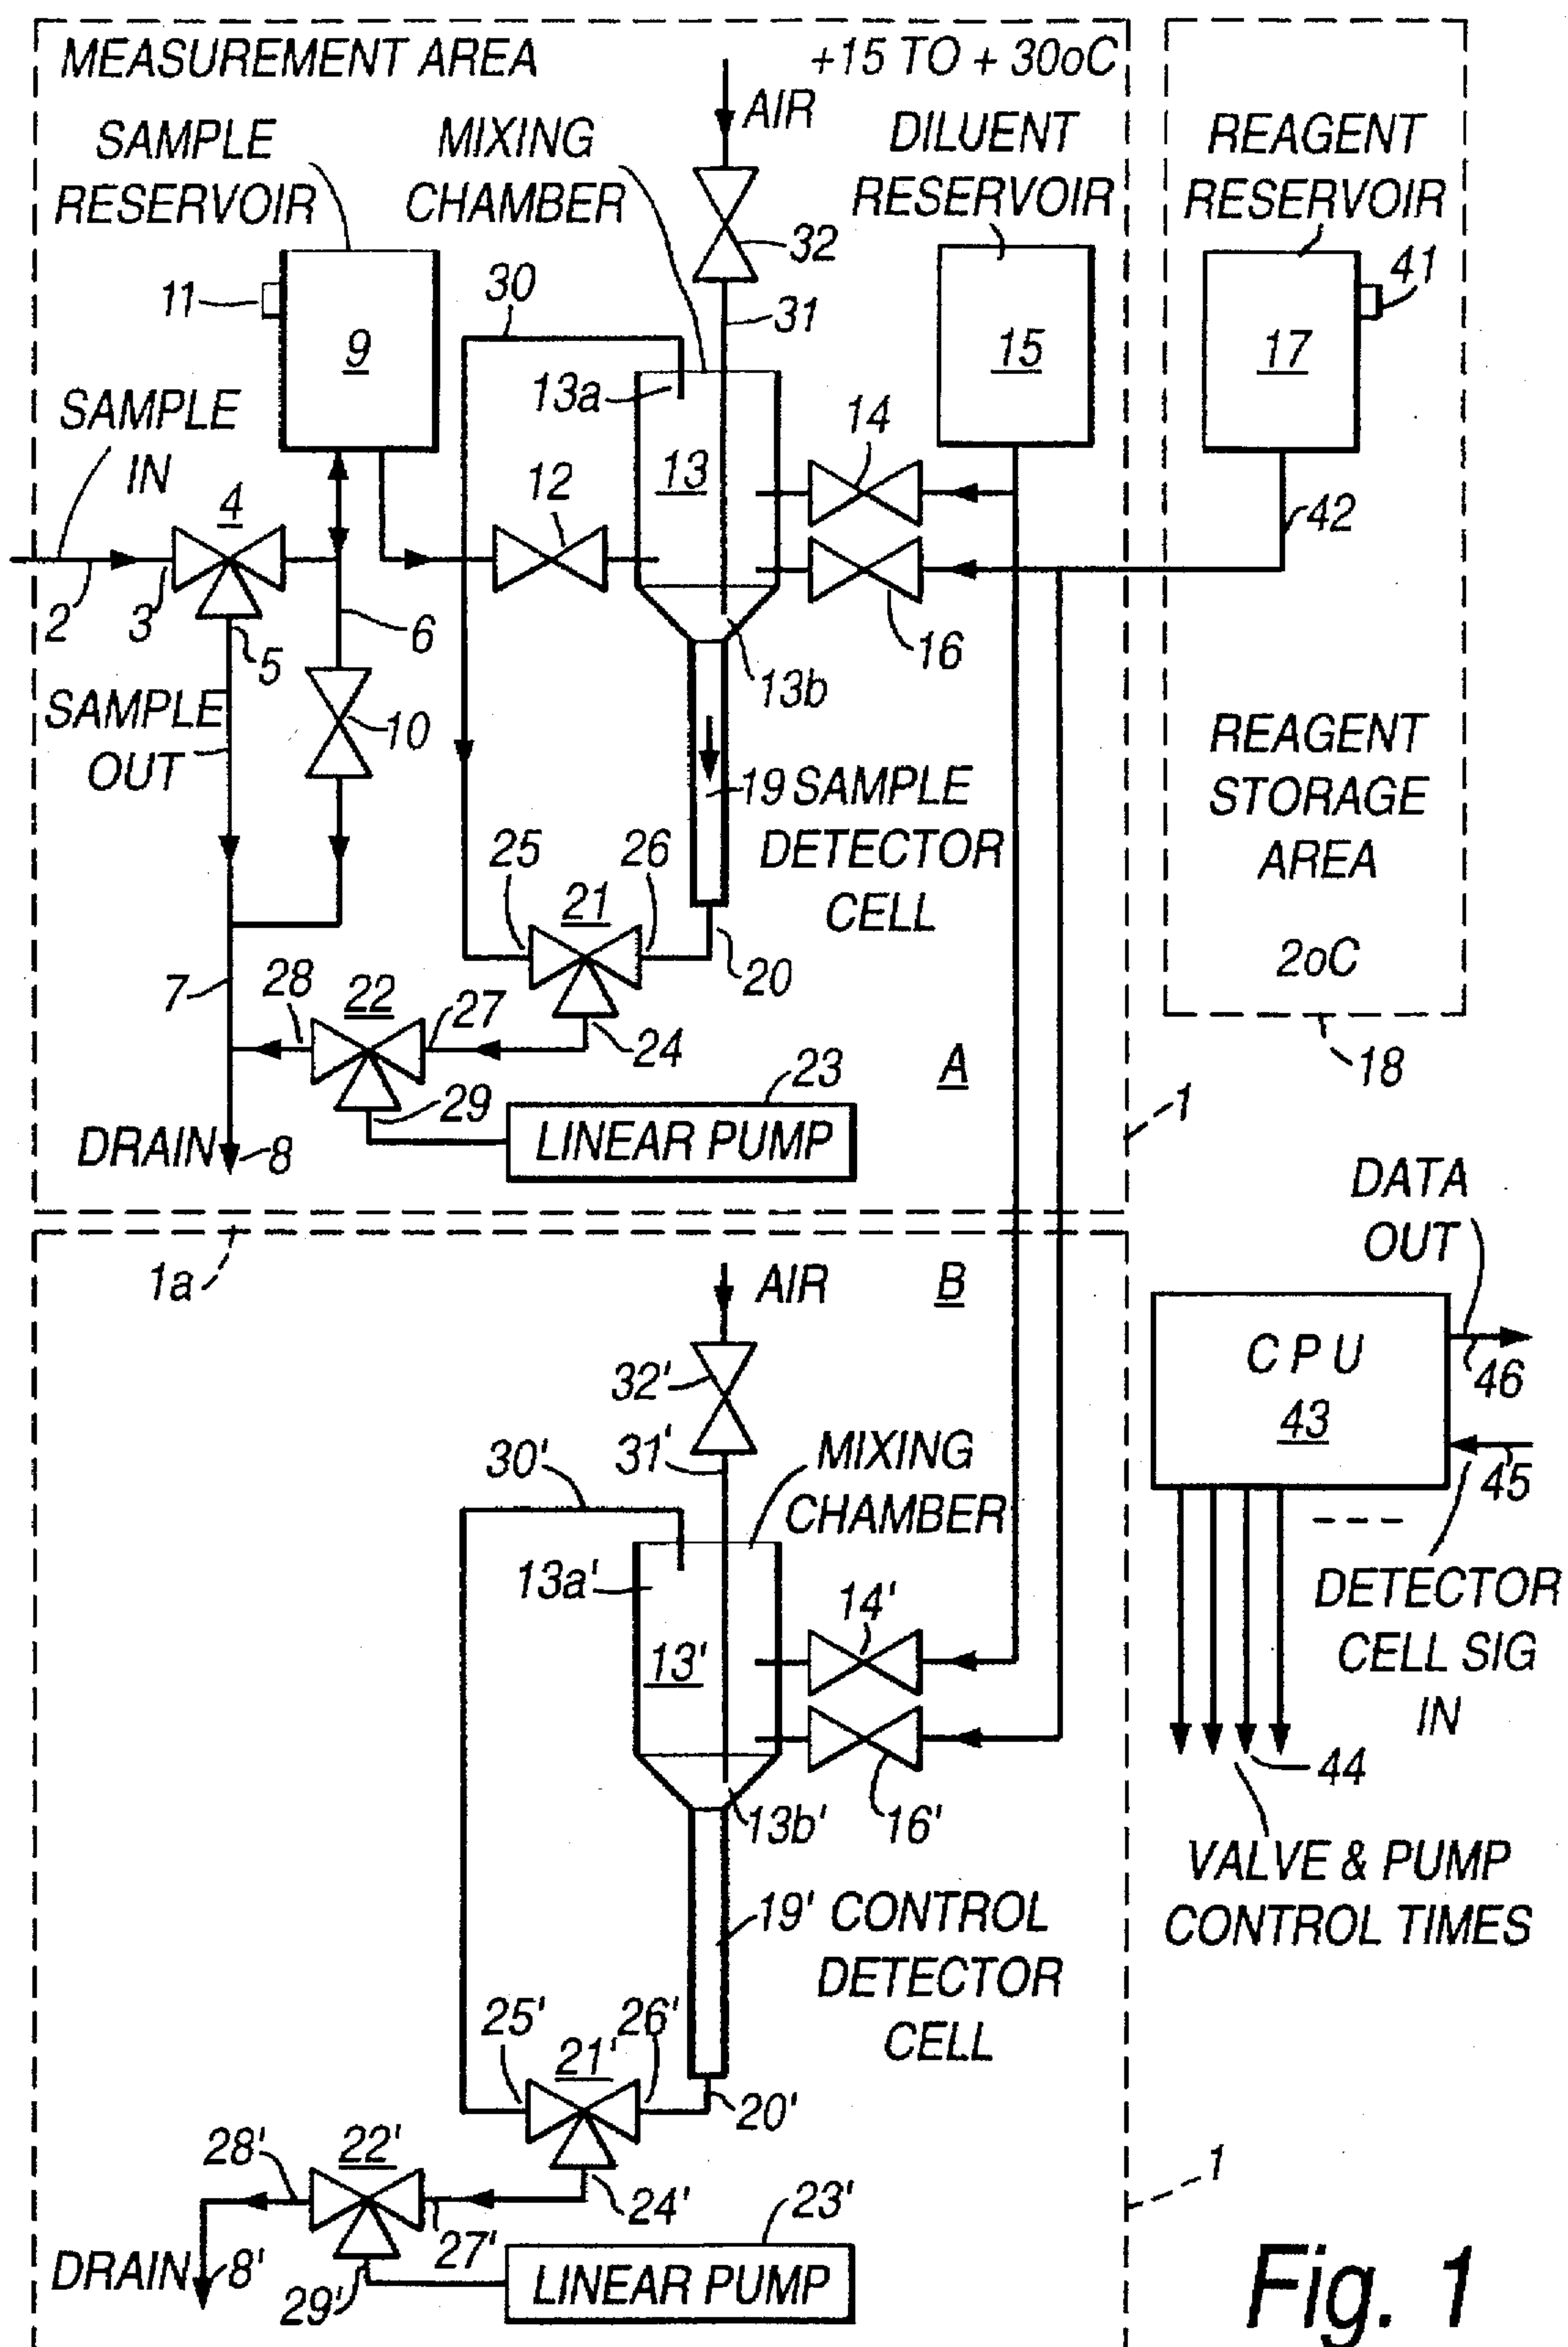 MEASUREMENT AREA
+15 TO + 30oC
SAMPLE
RESERVOIR
MIXING
CHAMBER
AIR
DILUENT
RESERVOIR
REAGENT
RESERVOIR
32
11
9
30
31
15
17
41
13a
SAMPLE
IN
4
12
13
14
42
2
3
5
6
16
13b
SAMPLE
OUT
10
REAGENT
STORAGE
AREA
2oC
19 SAMPLE
DETECTOR
CELL
25
21
26
20
7
28
22
27
24
A
18
23
29
LINEAR PUMP
DRAIN
8
1
1a
DATA
OUT
AIR
B
CPU
43
46
45
32'
31'
30'
MIXING
CHAMBER
13a'
14'
13'
DETECTOR
CELL SIG
IN
44
13b'
16'
VALVE & PUMP
CONTROL TIMES
19' CONTROL
DETECTOR
CELL
25'
21'
26'
20'
28'
22'
24'
27'
23'
1
DRAIN
8'
29'
LINEAR PUMP
Fig. 1